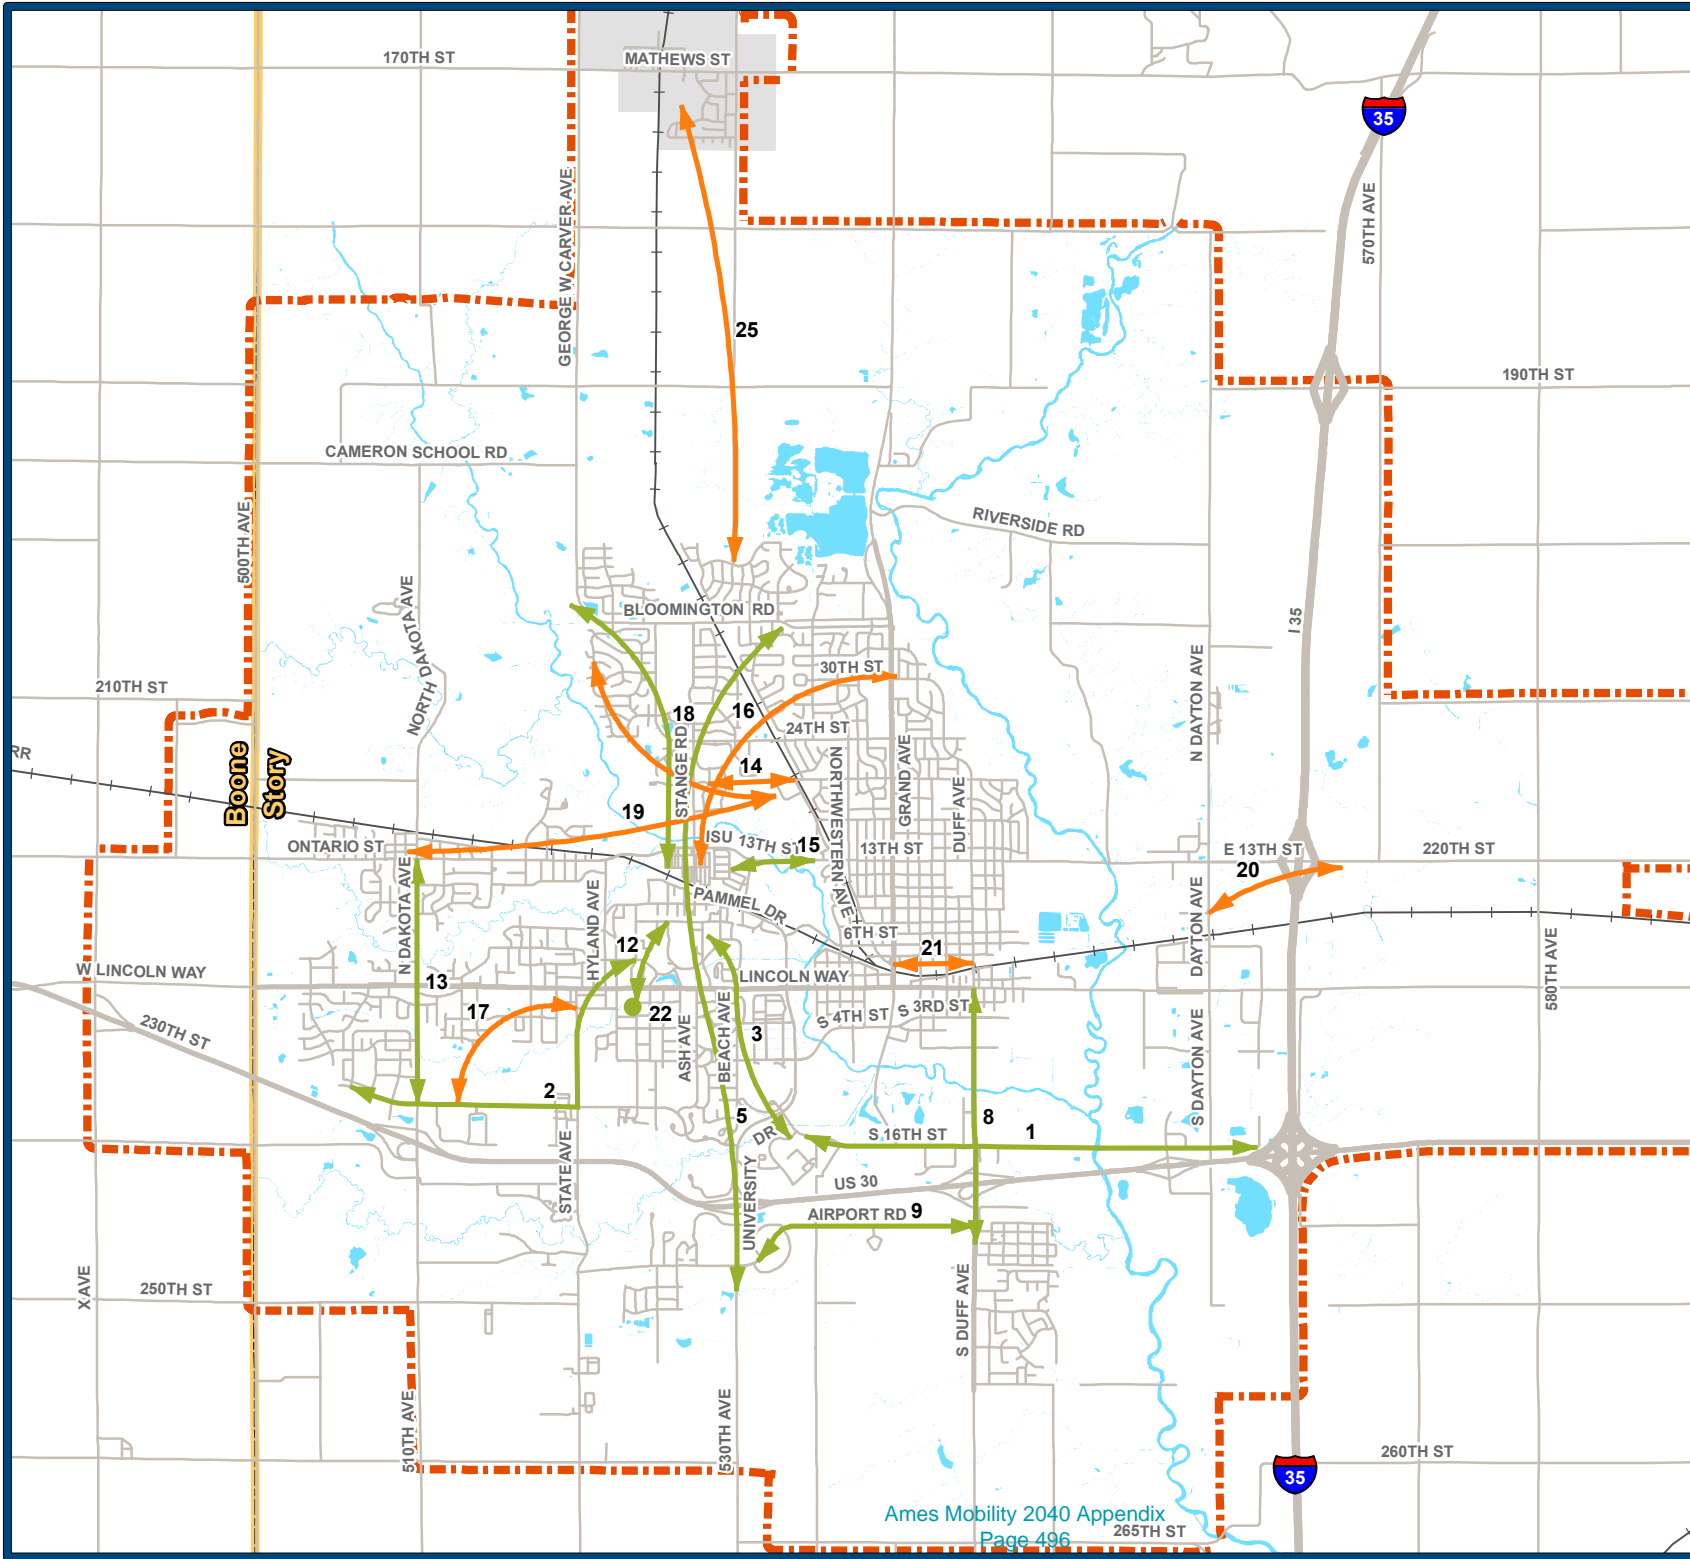 170TH ST
MATHEWS ST
35
GEORGE W CARVER AVE
570TH AVE
25
190TH ST
CAMERON SCHOOL RD
500TH AVE
RIVERSIDE RD
NORTH DAKOTA AVE
BLOOMINGTON RD
I 35
30TH ST
210TH ST
N DAYTON AVE
18
16
24TH ST
STANGE RD
NORTHWESTERN AVE
GRAND AVE
DUFF AVE
RR
Boone
Story
14
19
ISU 13TH ST
15
13TH ST
ONTARIO ST
E 13TH ST
220TH ST
20
N DAKOTA AVE
HYLAND AVE
PAMMEL DR
6TH ST
DAYTON AVE
580TH AVE
12
21
W LINCOLN WAY
LINCOLN WAY
13
17
22
S 4TH ST
S 3RD ST
230TH ST
ASH AVE
BEACH AVE
3
S DAYTON AVE
2
5
8
1
DR
S 16TH ST
STATE AVE
UNIVERSITY
US 30
AIRPORT RD
9
X AVE
250TH ST
S DUFF AVE
510TH AVE
530TH AVE
260TH ST
35
Ames Mobility 2040 Appendix
Page 496
265TH ST